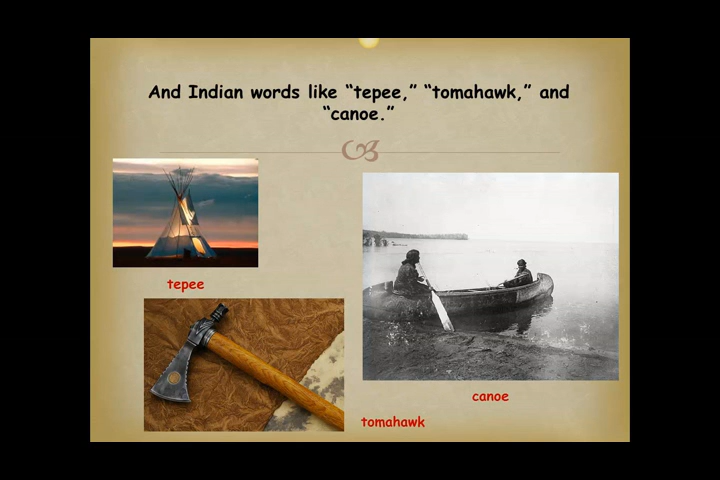 And Indian words like “tepee,” “tomahawk,” and
“canoe.”
tepee
canoe
tomahawk